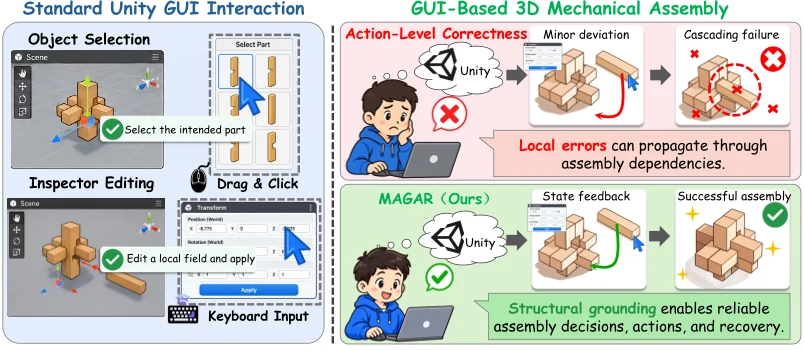 Standard Unity GUI Interaction
Object Selection
Scene
Select the intended part
Select Part
Drag & Click
Inspector Editing
Scene
Edit a local field and apply
Transform
Position (World)
X -8.775 Y 0 Z
Rotation (World)
Apply
Keyboard Input
GUI-Based 3D Mechanical Assembly
Action-Level Correctness
Unity
Minor deviation
Cascading failure
Local errors can propagate through
assembly dependencies.
MAGAR (Ours)
Unity
State feedback
Successful assembly
Structural grounding enables reliable
assembly decisions, actions, and recovery.